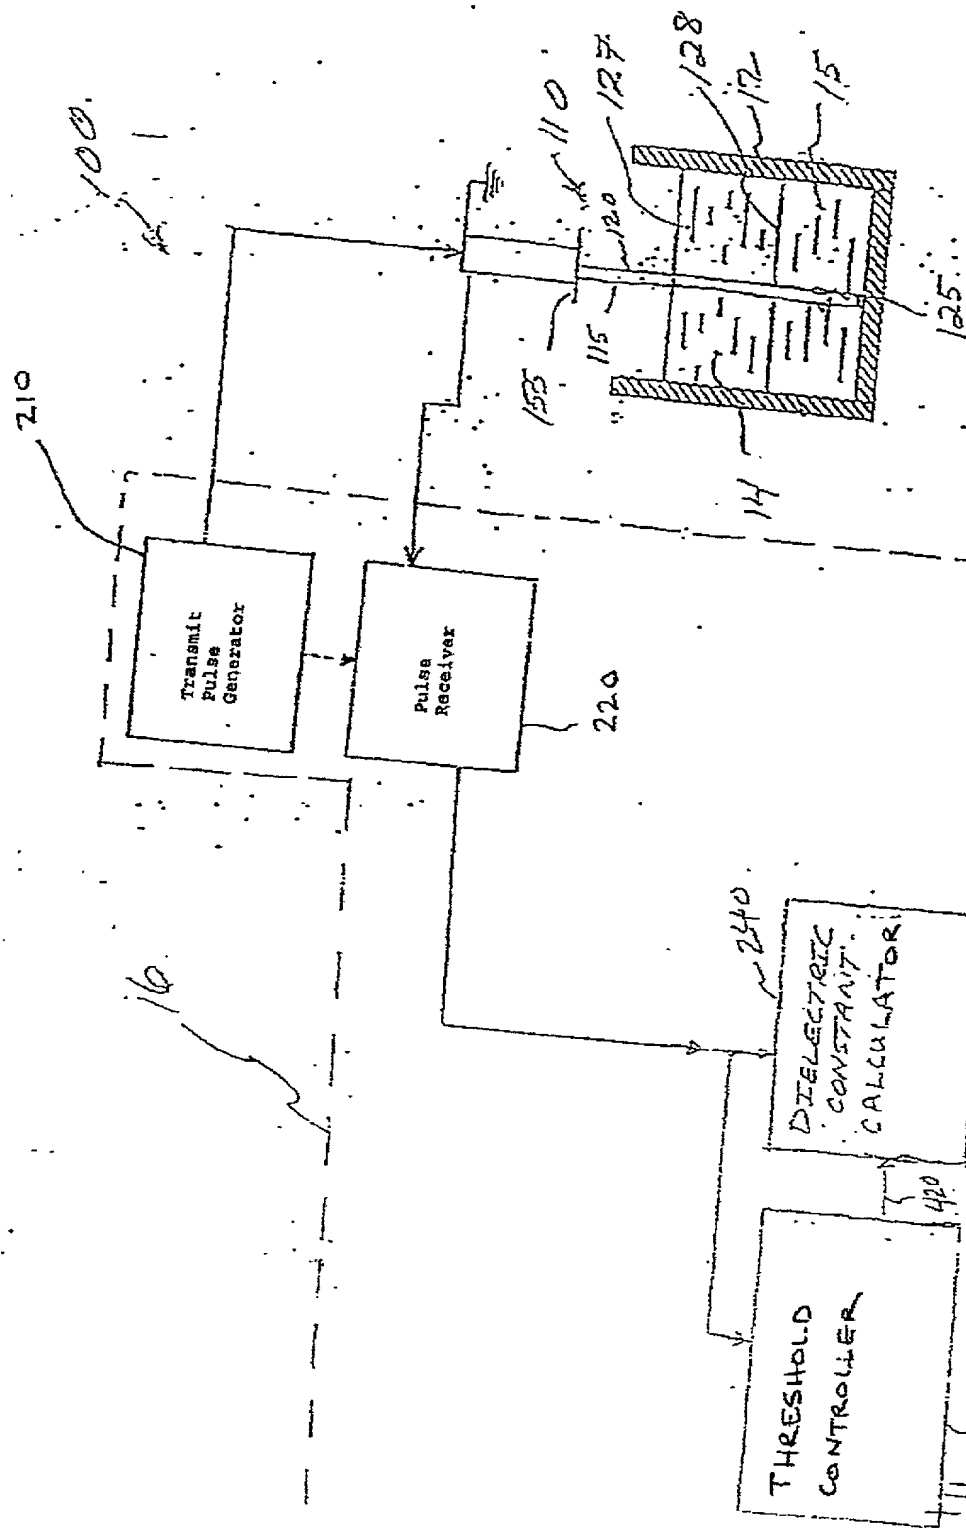 100
210
Transmit
Pulse
Generator
Pulse
Receiver
220
110
120
115
155
127
128
12
15
14
125
16
240
DIELECTRIC
CONSTANT
CALCULATOR
420
THRESHOLD
CONTROLLER